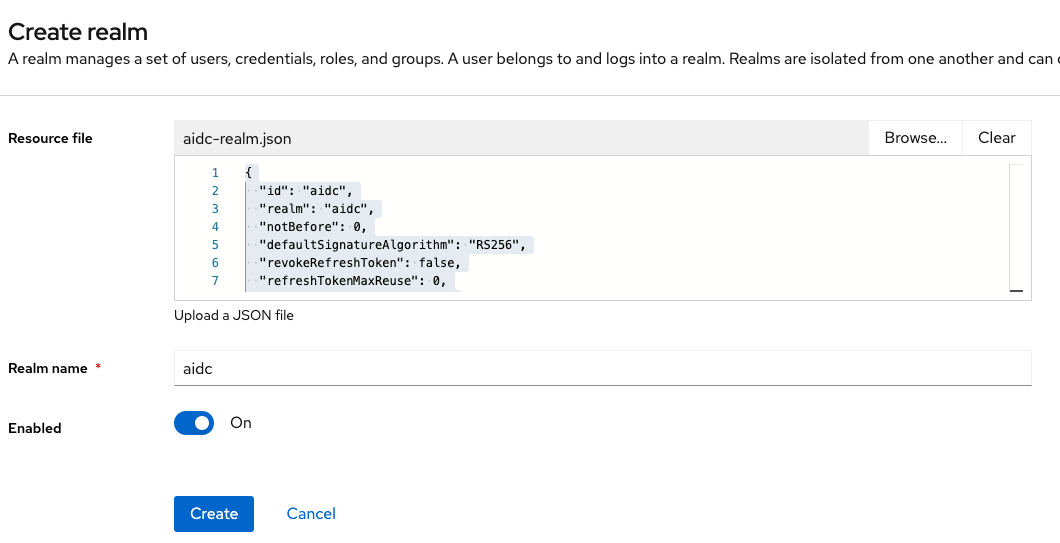 Create realm
A realm manages a set of users, credentials, roles, and groups. A user belongs to and logs into a realm. Realms are isolated from one another and can
Resource file
aidc-realm.json
Browse...
Clear
1 {
2 "id": "aidc",
3 "realm": "aidc",
4 "notBefore": 0,
5 "defaultSignatureAlgorithm": "RS256",
6 "revokeRefreshToken": false,
7 "refreshTokenMaxReuse": 0,
Upload a JSON file
Realm name *
aidc
Enabled
On
Create
Cancel